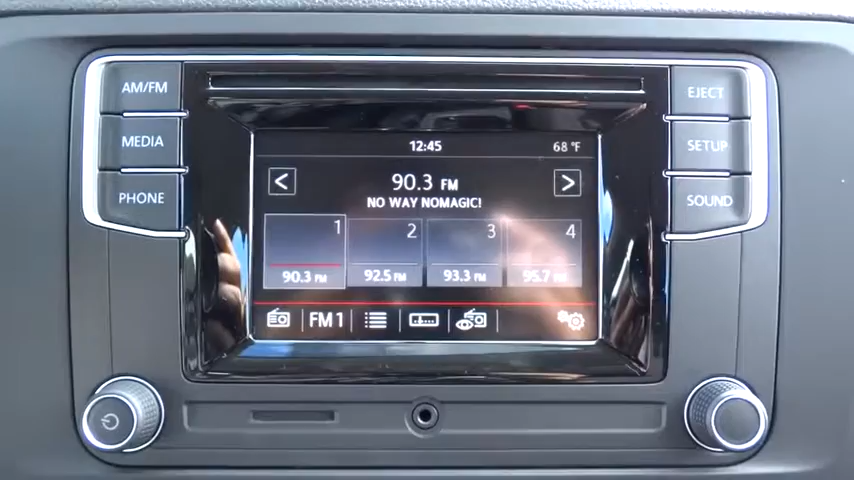 AM/FM
MEDIA
PHONE
EJECT
SETUP
SOUND
12:45
68 °F
< 90.3 FM >
NO WAY NOMAGIC!
1 2 3 4
90.3 FM 92.5 FM 93.3 FM 95.7 FM
FM 1